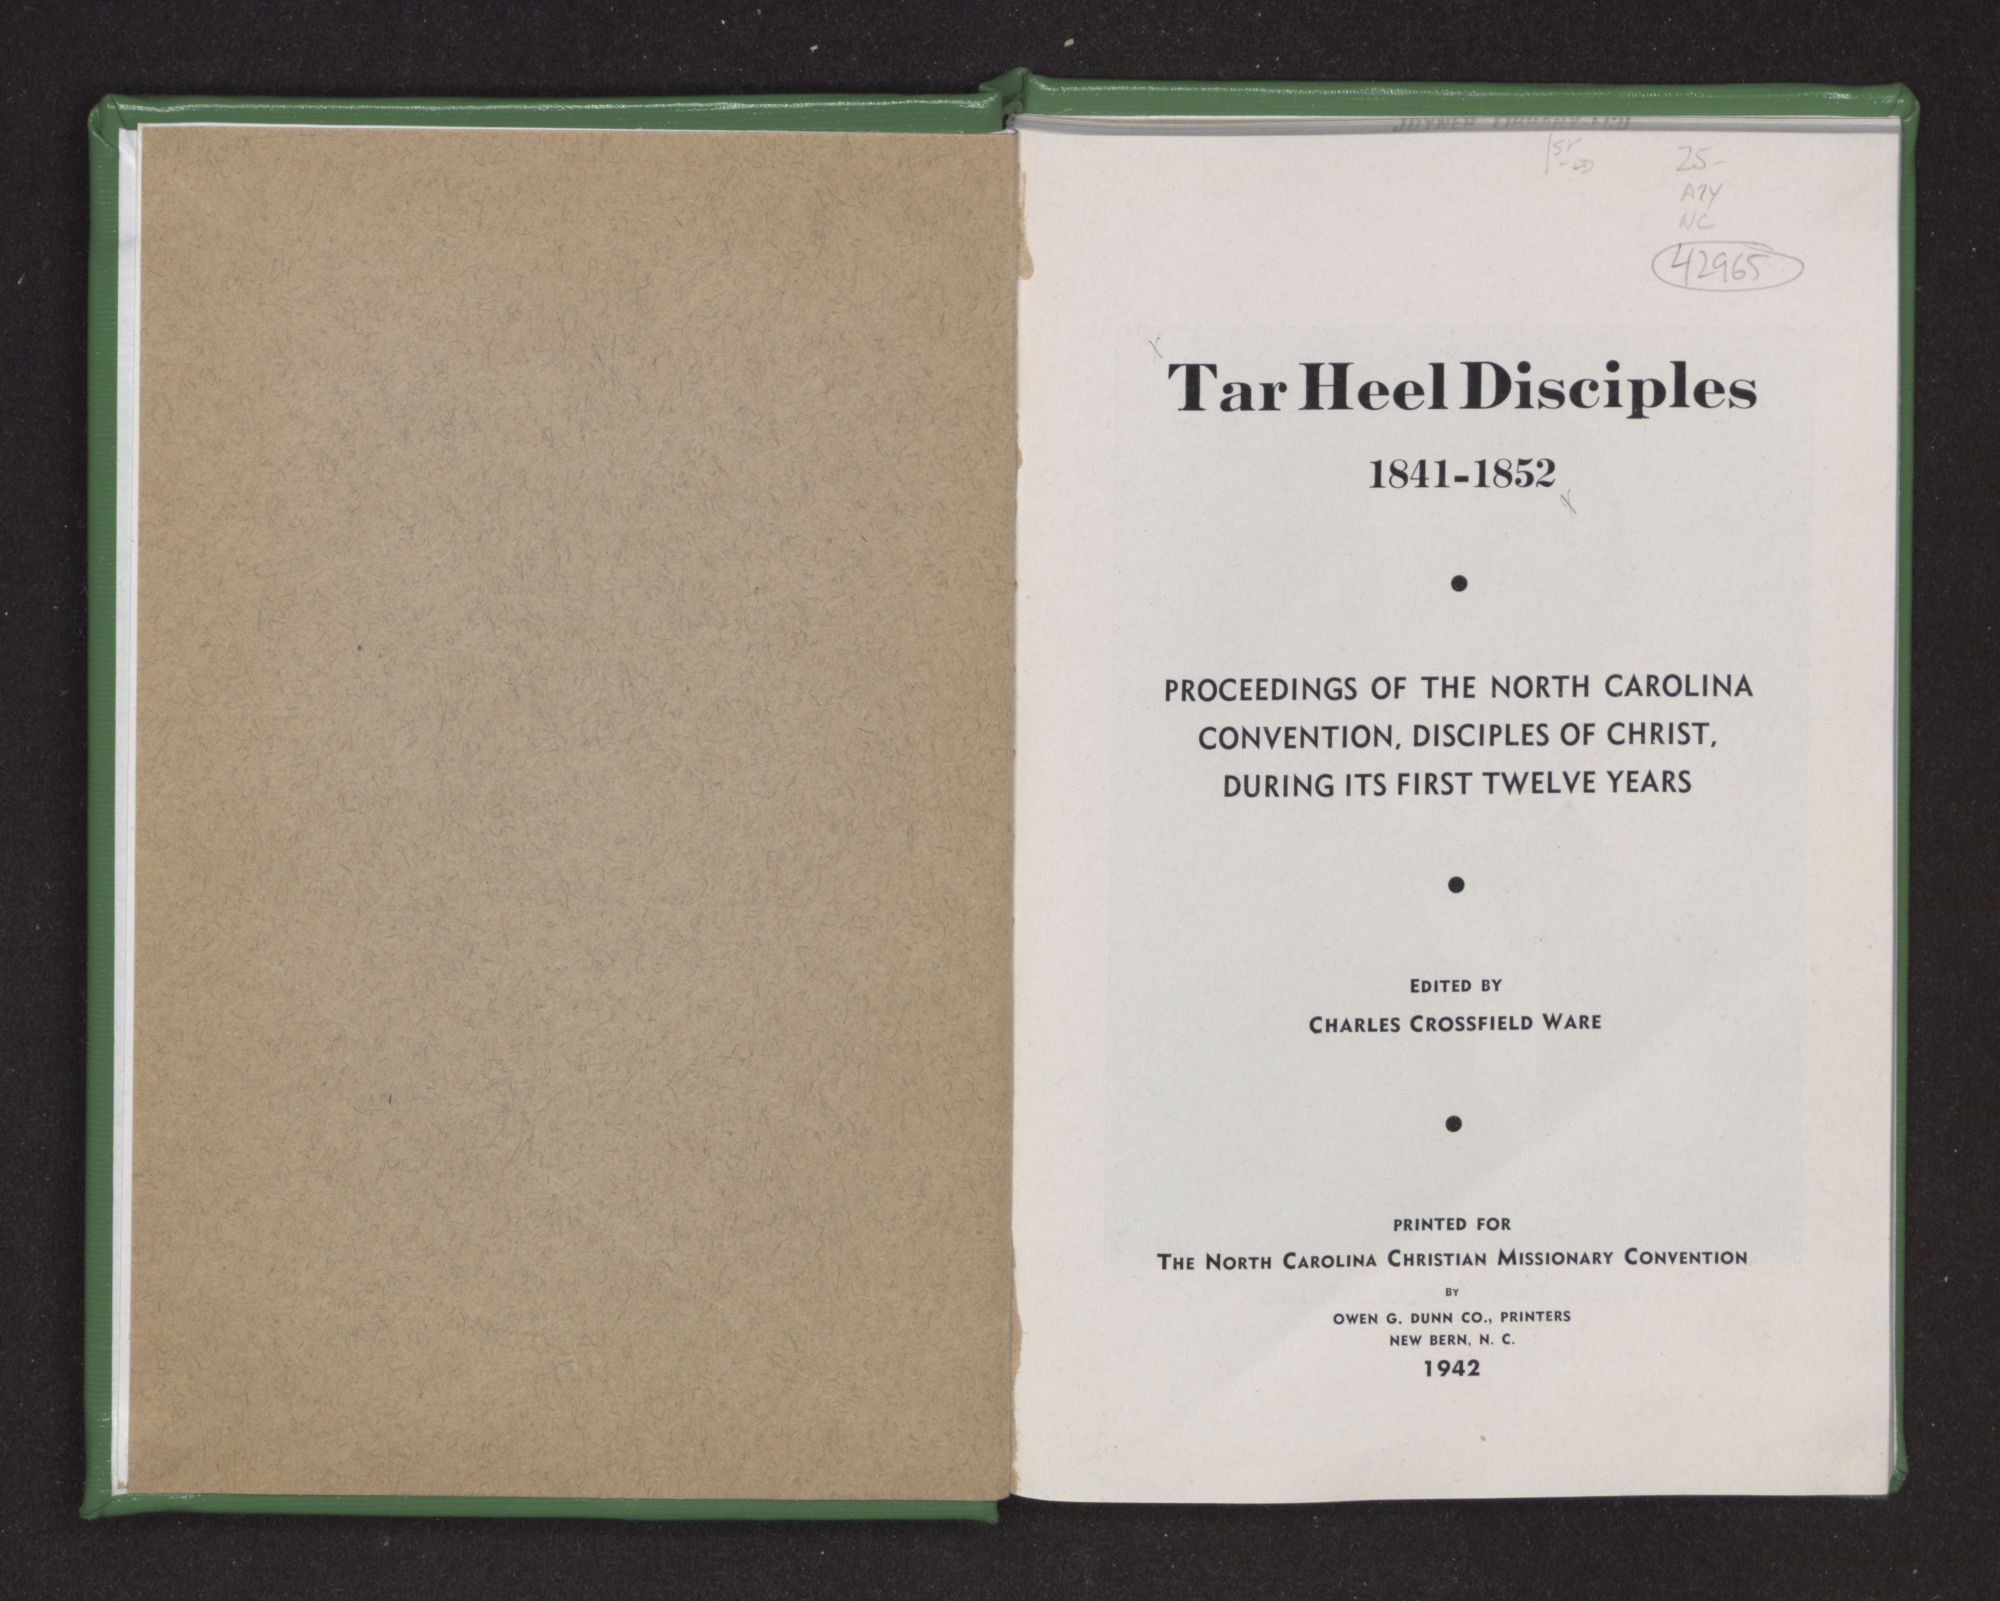 25-
NC
42965
Tar Heel Disciples
1841-1852
PROCEEDINGS OF THE NORTH CAROLINA
CONVENTION, DISCIPLES OF CHRIST,
DURING ITS FIRST TWELVE YEARS
EDITED BY
CHARLES CROSSFIELD WARE
PRINTED FOR
THE NORTH CAROLINA CHRISTIAN MISSIONARY CONVENTION
BY
OWEN G. DUNN CO., PRINTERS
NEW BERN, N. C.
1942